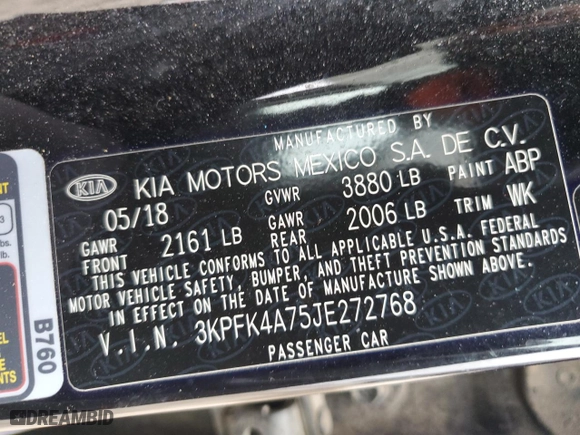 MANUFACTURED BY
KIA KIA MOTORS MEXICO S.A. DE C.V.
05/18 GVWR 3880 LB PAINT ABP
GAWR FRONT 2161 LB GAWR REAR 2006 LB TRIM WK
THIS VEHICLE CONFORMS TO ALL APPLICABLE U.S.A. FEDERAL
MOTOR VEHICLE SAFETY, BUMPER, AND THEFT PREVENTION STANDARDS
IN EFFECT ON THE DATE OF MANUFACTURE SHOWN ABOVE.
V.I.N. 3KPFK4A75JE272768
PASSENGER CAR
B760
DREAMBID